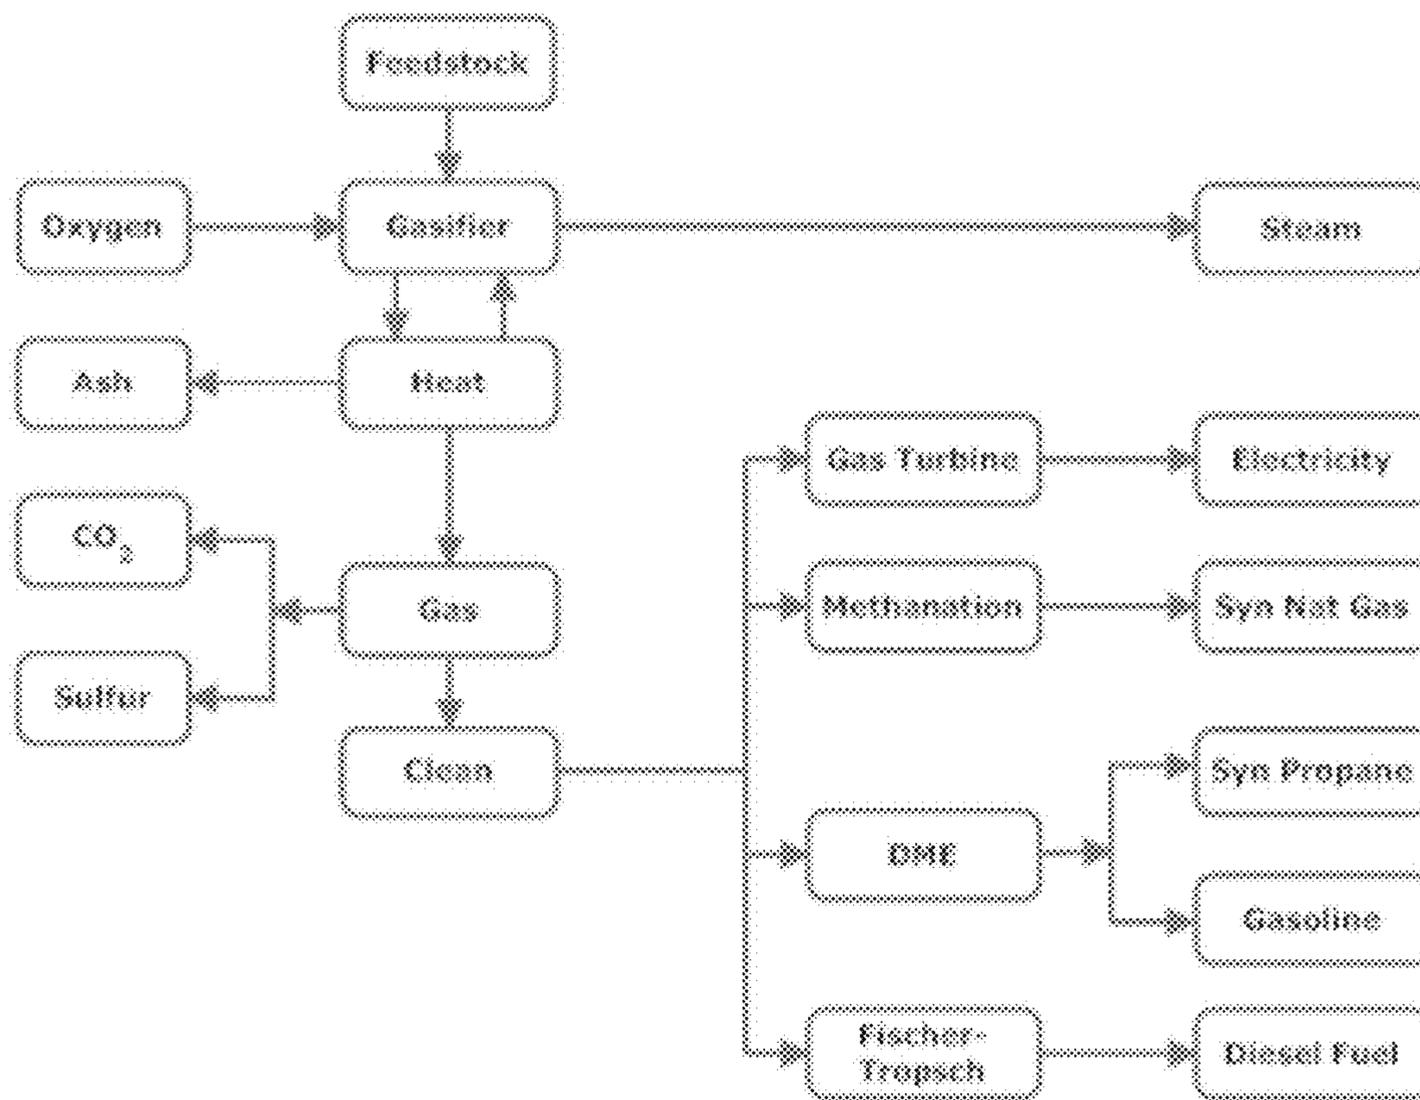 Feedstock
Oxygen
Gasifier
Steam
Ash
Heat
Gas Turbine
Electricity
CO2
Gas
Methanation
Syn Nat Gas
Sulfur
Clean
Syn Propane
DME
Gasoline
Fischer-
Tropsch
Diesel Fuel